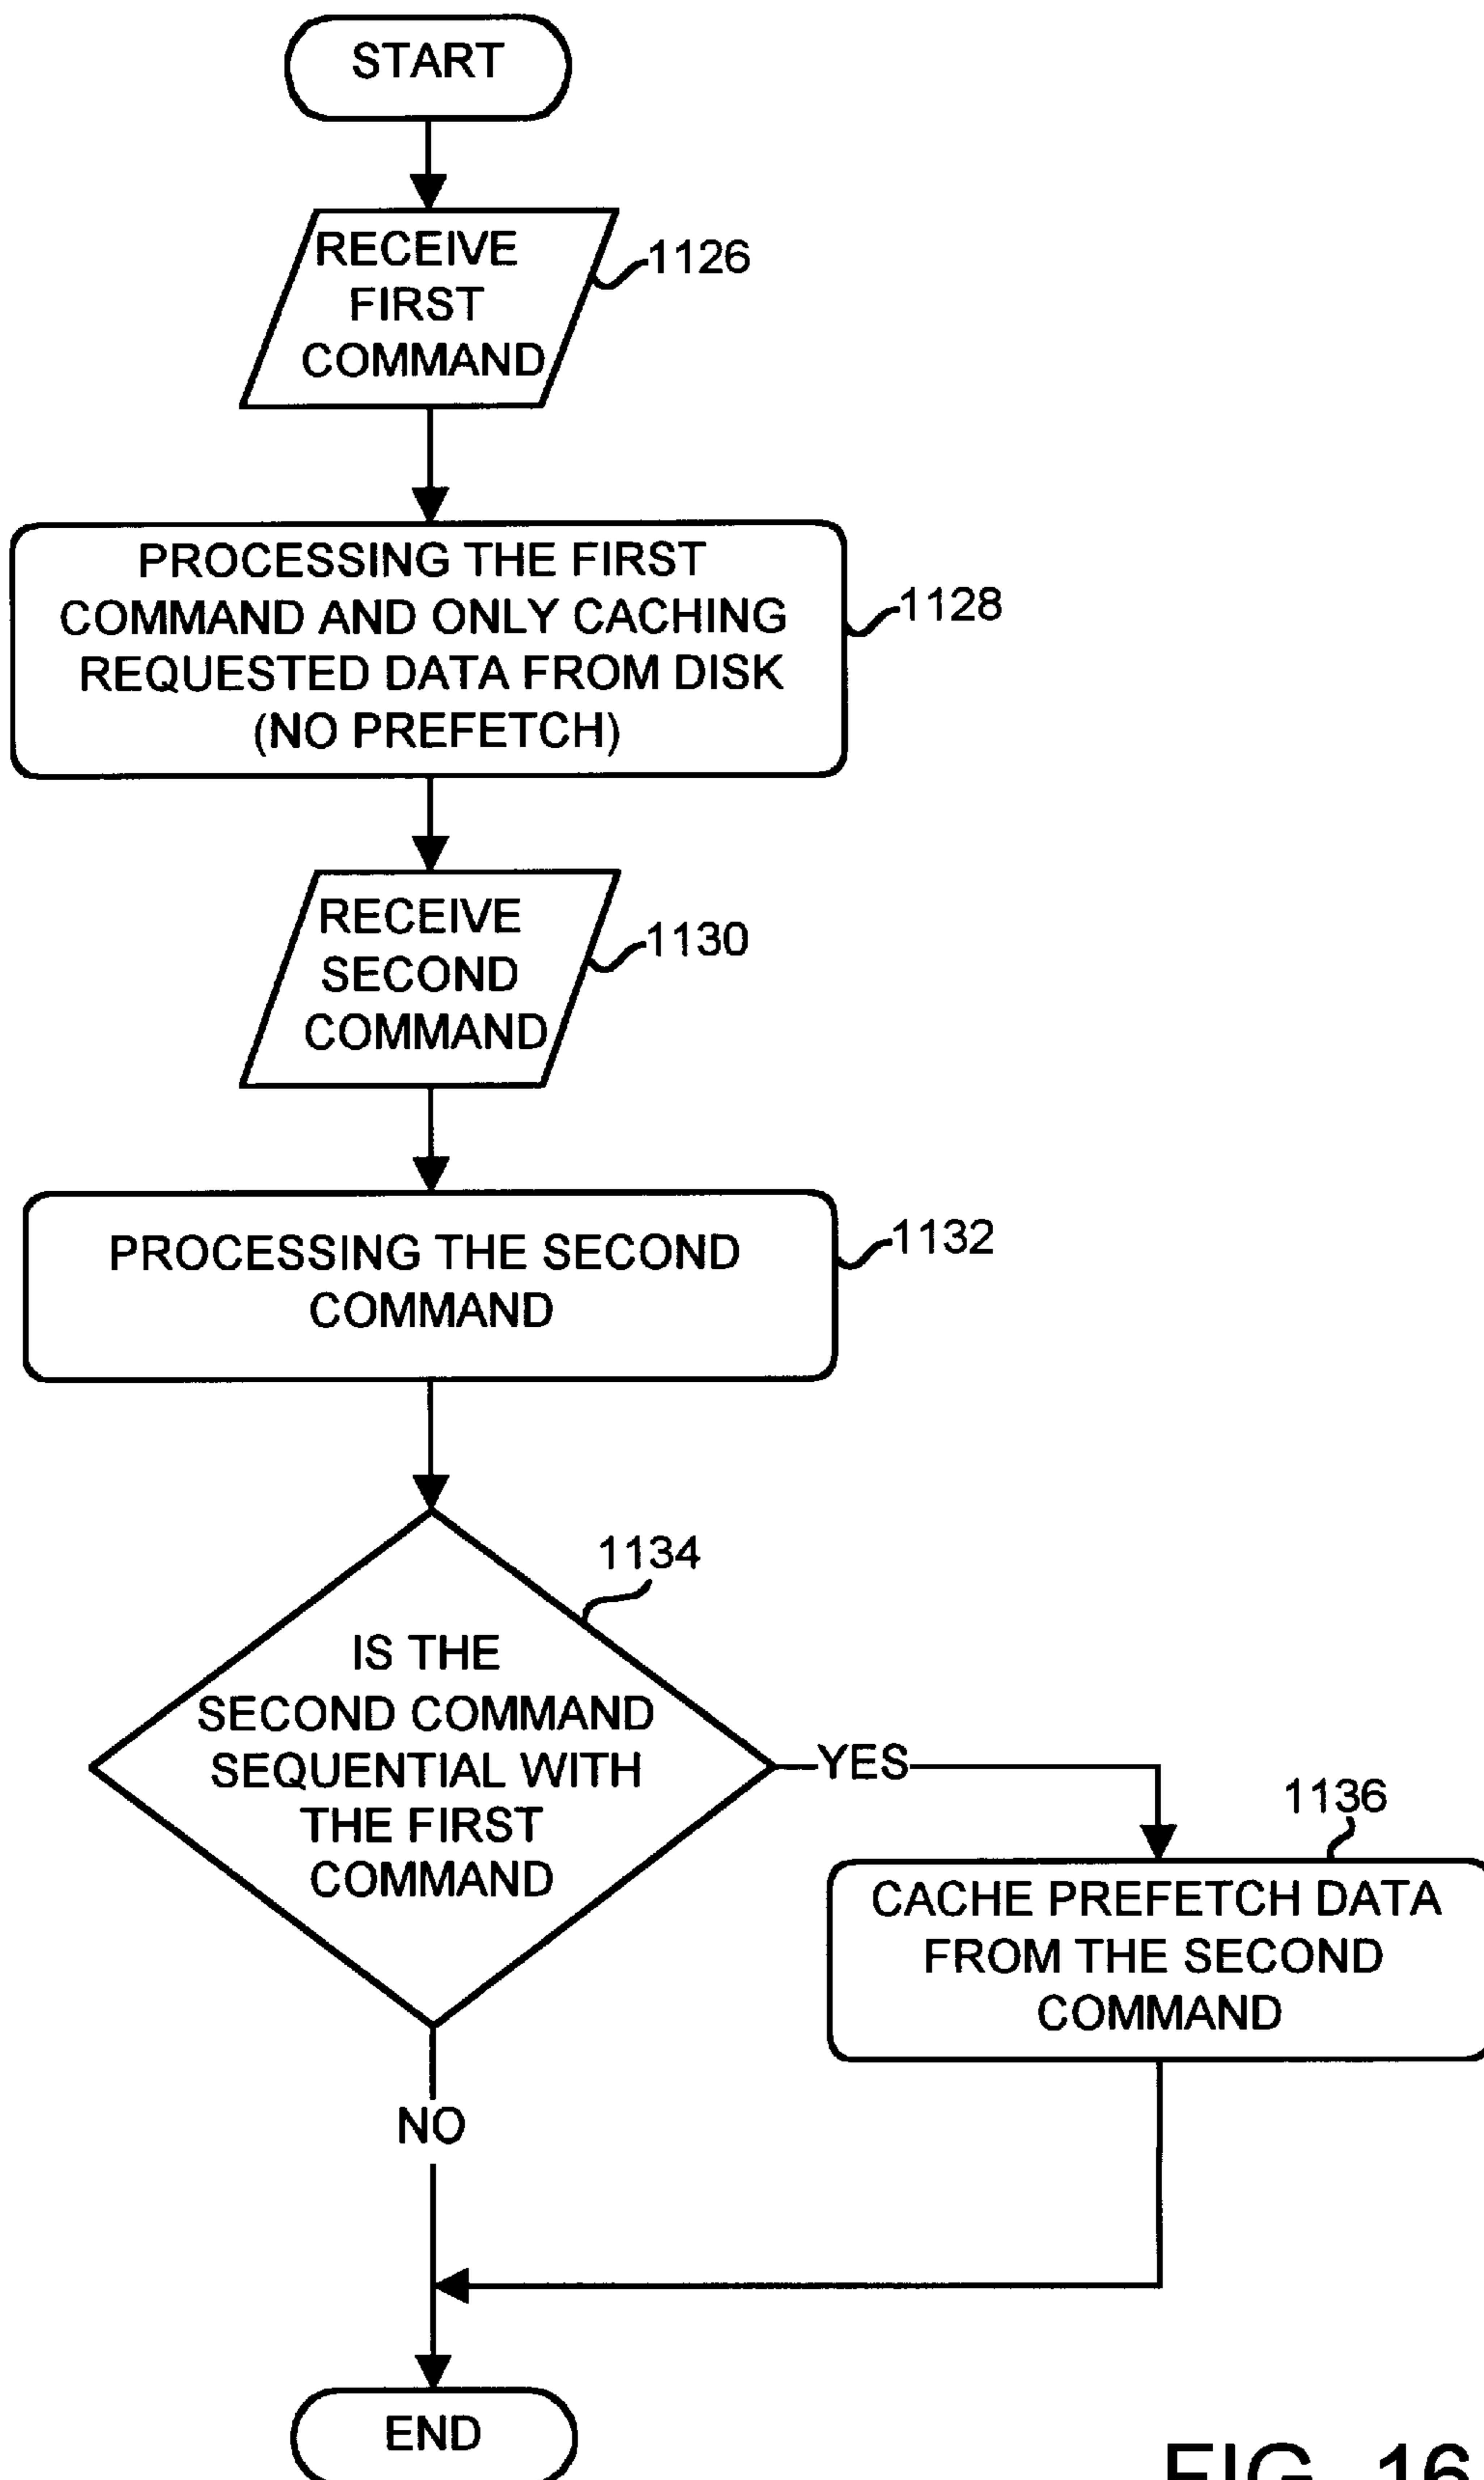 START
RECEIVE
FIRST
COMMAND
1126
PROCESSING THE FIRST
COMMAND AND ONLY CACHING
REQUESTED DATA FROM DISK
(NO PREFETCH)
1128
RECEIVE
SECOND
COMMAND
1130
PROCESSING THE SECOND
COMMAND
1132
1134
IS THE
SECOND COMMAND
SEQUENTIAL WITH
THE FIRST
COMMAND
YES
1136
CACHE PREFETCH DATA
FROM THE SECOND
COMMAND
NO
END
FIG. 16